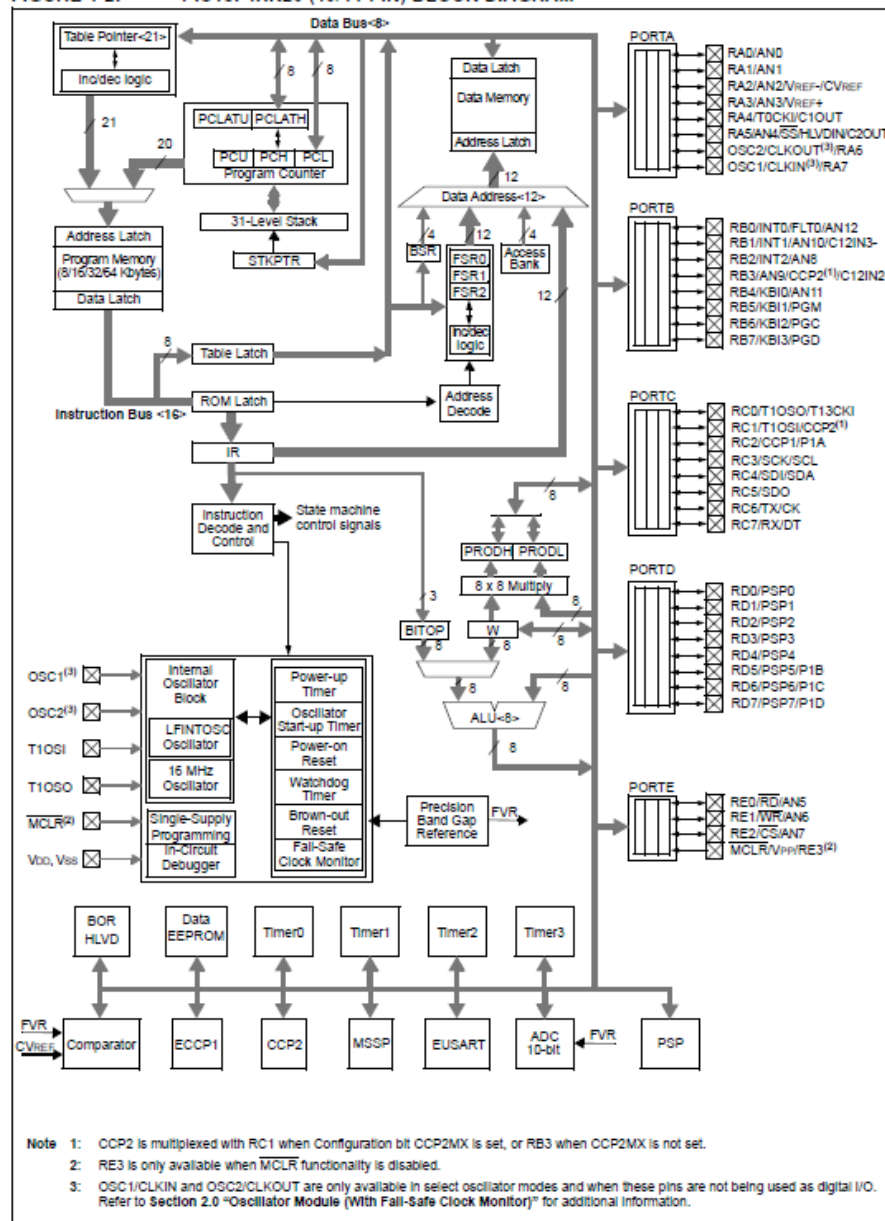 Data Bus<8>
Table Pointer<21>
inc/dec logic
21
20
8
8
PCLATU PCLATH
PCU PCH PCL
Program Counter
31-Level Stack
STKPTR
Address Latch
Program Memory
(8/16/32/64 Kbytes)
Data Latch
8
Table Latch
Instruction Bus <16>
ROM Latch
IR
Instruction
Decode and
Control
State machine
control signals
Data Latch
Data Memory
Address Latch
12
Data Address<12>
4
12
4
BSR
FSR0
FSR1
FSR2
Access
Bank
12
inc/dec
logic
Address
Decode
8
PRODH PRODL
8 x 8 Multiply
3
8
BITOP
W
8
8
8
8
8
ALU<8>
8
OSC1(3)
OSC2(3)
T1OSI
T1OSO
MCLR(2)
VDD, VSS
Internal
Oscillator
Block
LFINTOSC
Oscillator
16 MHz
Oscillator
Single-Supply
Programming
In-Circuit
Debugger
Power-up
Timer
Oscillator
Start-up Timer
Power-on
Reset
Watchdog
Timer
Brown-out
Reset
Fail-Safe
Clock Monitor
Precision
Band Gap
Reference
FVR
PORTA
RA0/AN0
RA1/AN1
RA2/AN2/VREF-/CVREF
RA3/AN3/VREF+
RA4/T0CKI/C1OUT
RA5/AN4/SS/HLVDIN/C2OUT
OSC2/CLKOUT(3)/RA6
OSC1/CLKIN(3)/RA7
PORTB
RB0/INT0/FLT0/AN12
RB1/INT1/AN10/C12IN3-
RB2/INT2/AN8
RB3/AN9/CCP2(1)/C12IN2
RB4/KBI0/AN11
RB5/KBI1/PGM
RB6/KBI2/PGC
RB7/KBI3/PGD
PORTC
RC0/T1OSO/T13CKI
RC1/T1OSI/CCP2(1)
RC2/CCP1/P1A
RC3/SCK/SCL
RC4/SDI/SDA
RC5/SDO
RC6/TX/CK
RC7/RX/DT
PORTD
RD0/PSP0
RD1/PSP1
RD2/PSP2
RD3/PSP3
RD4/PSP4
RD5/PSP5/P1B
RD6/PSP6/P1C
RD7/PSP7/P1D
PORTE
RE0/RD/AN5
RE1/WR/AN6
RE2/CS/AN7
MCLR/VPP/RE3(2)
BOR
HLVD
Data
EEPROM
Timer0
Timer1
Timer2
Timer3
FVR
CVREF
Comparator
ECCP1
CCP2
MSSP
EUSART
ADC
10-bit
FVR
PSP
Note 1: CCP2 is multiplexed with RC1 when Configuration bit CCP2MX is set, or RB3 when CCP2MX is not set.
2: RE3 is only available when MCLR functionality is disabled.
3: OSC1/CLKIN and OSC2/CLKOUT are only available in select oscillator modes and when these pins are not being used as digital I/O.
Refer to Section 2.0 “Oscillator Module (With Fail-Safe Clock Monitor)” for additional information.